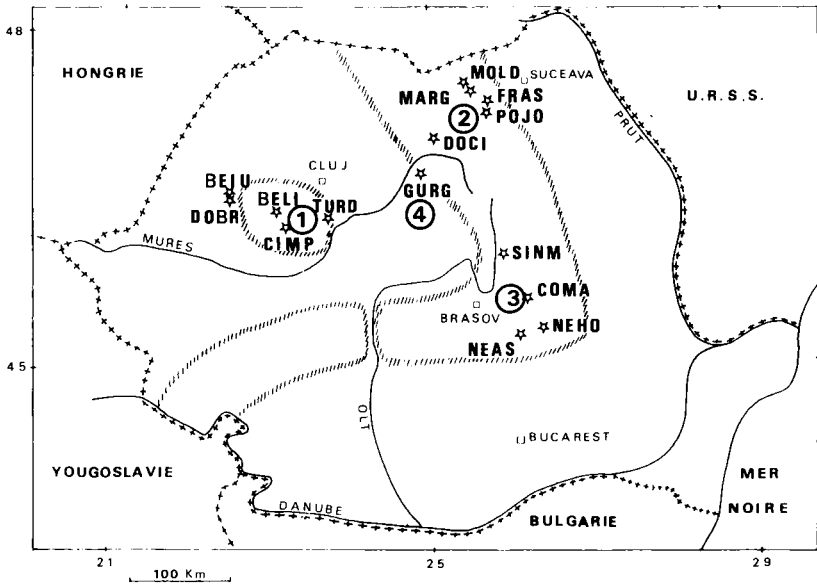 48
HONGRIE
MOLD
SUCEAVA
MARG
FRAS
U.R.S.S.
2
POJO
PRUT
DOCI
CLUJ
BEJU
GURG
BELI
TURD
DOBR
1
4
CIMP
MURES
SINM
3
COMA
BRASOV
NEHO
NEAS
45
OLT
BUCAREST
YOUGOSLAVIE
MER
NOIRE
DANUBE
BULGARIE
21
25
29
100 Km